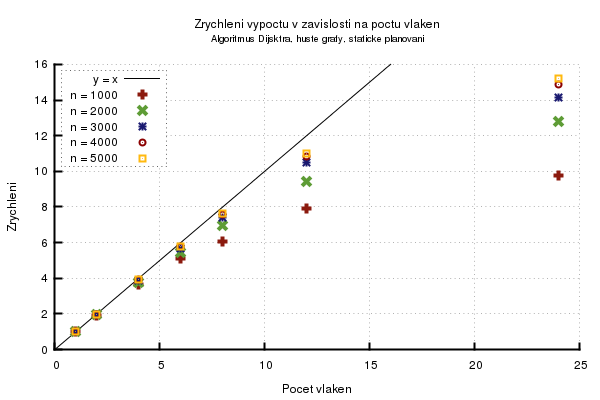 Zrychleni vypoctu v zavislosti na poctu vlaken
Algoritmus Dijsktra, huste grafy, staticke planovani
16
14
12
10
8
6
4
2
0
Zrychleni
y = x
n = 1000
n = 2000
n = 3000
n = 4000
n = 5000
0 5 10 15 20 25
Pocet vlaken